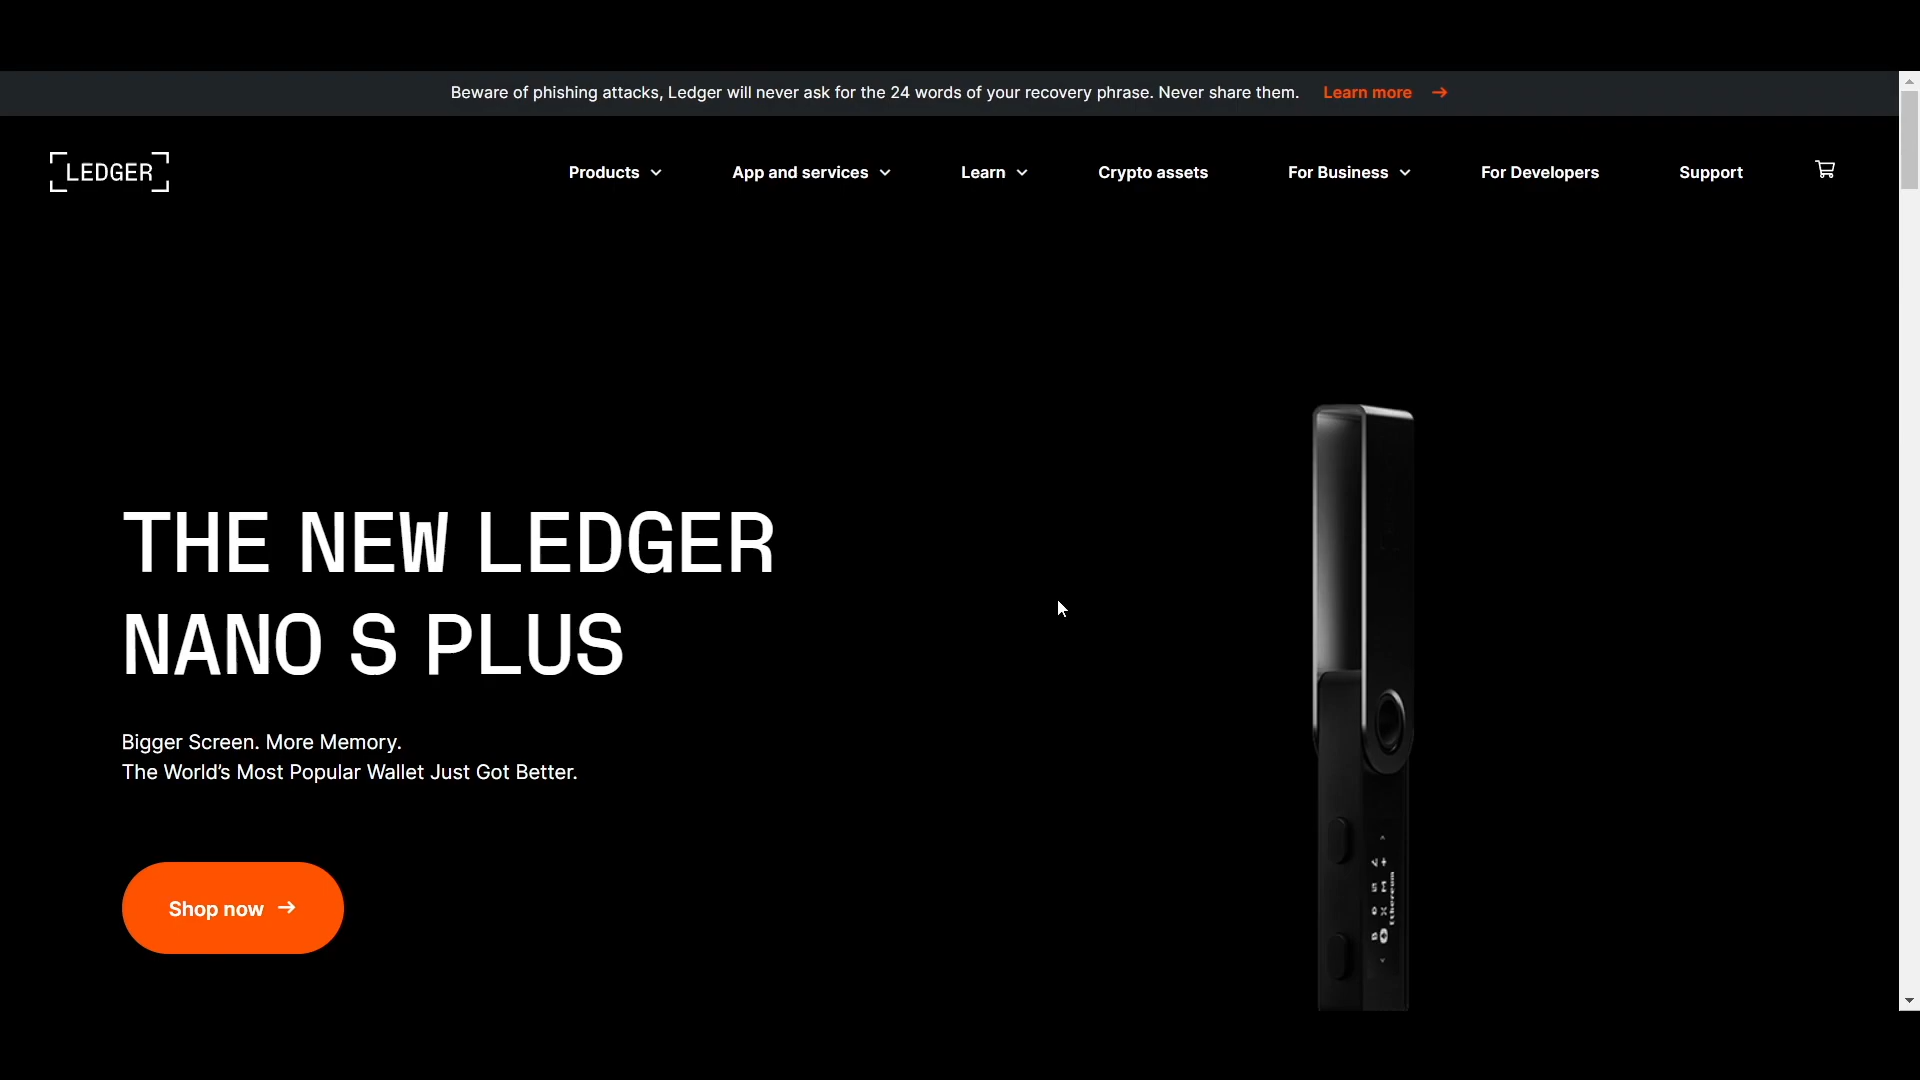 Beware of phishing attacks, Ledger will never ask for the 24 words of your recovery phrase. Never share them. Learn more →
LEDGER
Products
App and services
Learn
Crypto assets
For Business
For Developers
Support
THE NEW LEDGER
NANO S PLUS
Bigger Screen. More Memory.
The World's Most Popular Wallet Just Got Better.
Shop now →
Ethereum